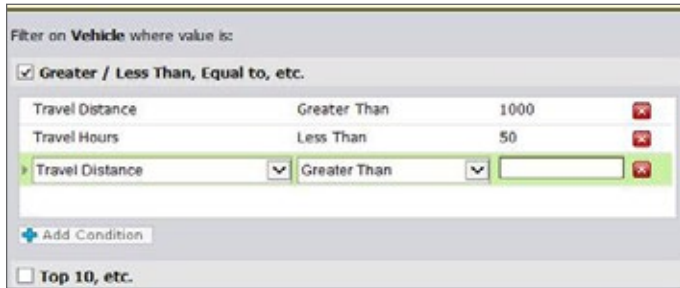 Filter on Vehicle where value is:
Greater / Less Than, Equal to, etc.
Travel Distance Greater Than 1000
Travel Hours Less Than 50
Travel Distance Greater Than
Add Condition
Top 10, etc.